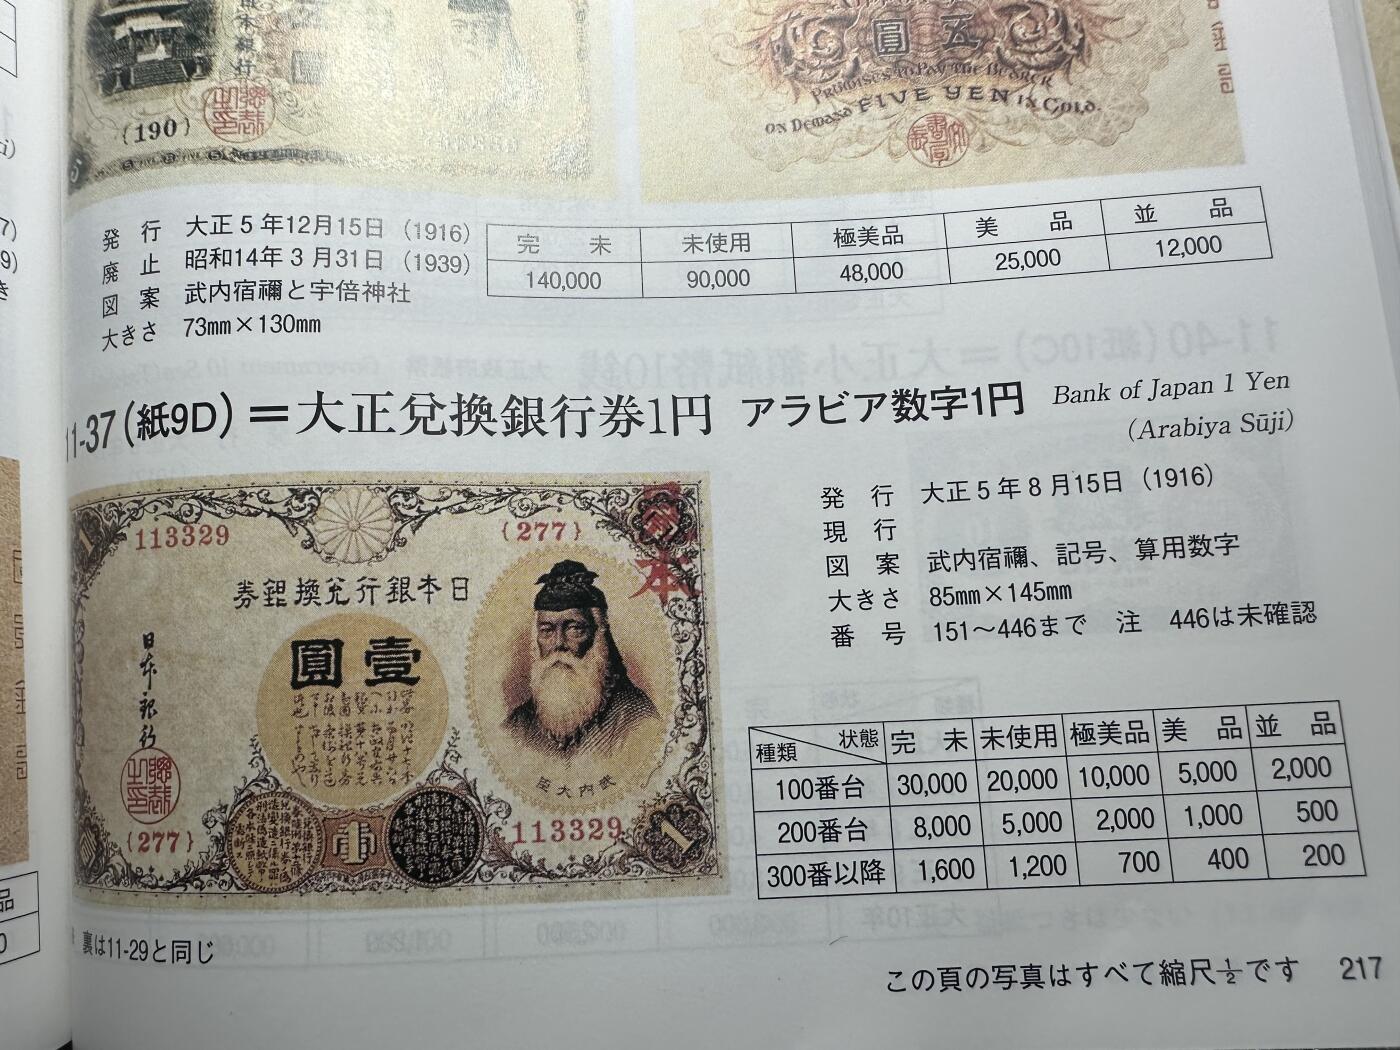 五圓
PROMISES TO PAY THE BEARER
ON DEMAND FIVE YEN IN GOLD.
{190}
発行 大正5年12月15日（1916）
廃止 昭和14年3月31日（1939）
図案 武内宿禰と宇倍神社
大きさ 73㎜×130㎜
完未 未使用 極美品 美品 並品
140,000 90,000 48,000 25,000 12,000
11-37（紙9D）＝大正兌換銀行券1円 アラビア数字1円 Bank of Japan 1 Yen
(Arabiya Sūji)
発行 大正5年8月15日（1916）
現行
図案 武内宿禰、記号、算用数字
大きさ 85㎜×145㎜
番号 151～446まで 注 446は未確認
113329 {277}
見本
券銀換兌行銀本日
圓壹
日本銀行
臣大内武
{277} 113329
1
種類 状態 完未 未使用 極美品 美品 並品
100番台 30,000 20,000 10,000 5,000 2,000
200番台 8,000 5,000 2,000 1,000 500
300番以降 1,600 1,200 700 400 200
裏は11-29と同じ
この頁の写真はすべて縮尺½です 217